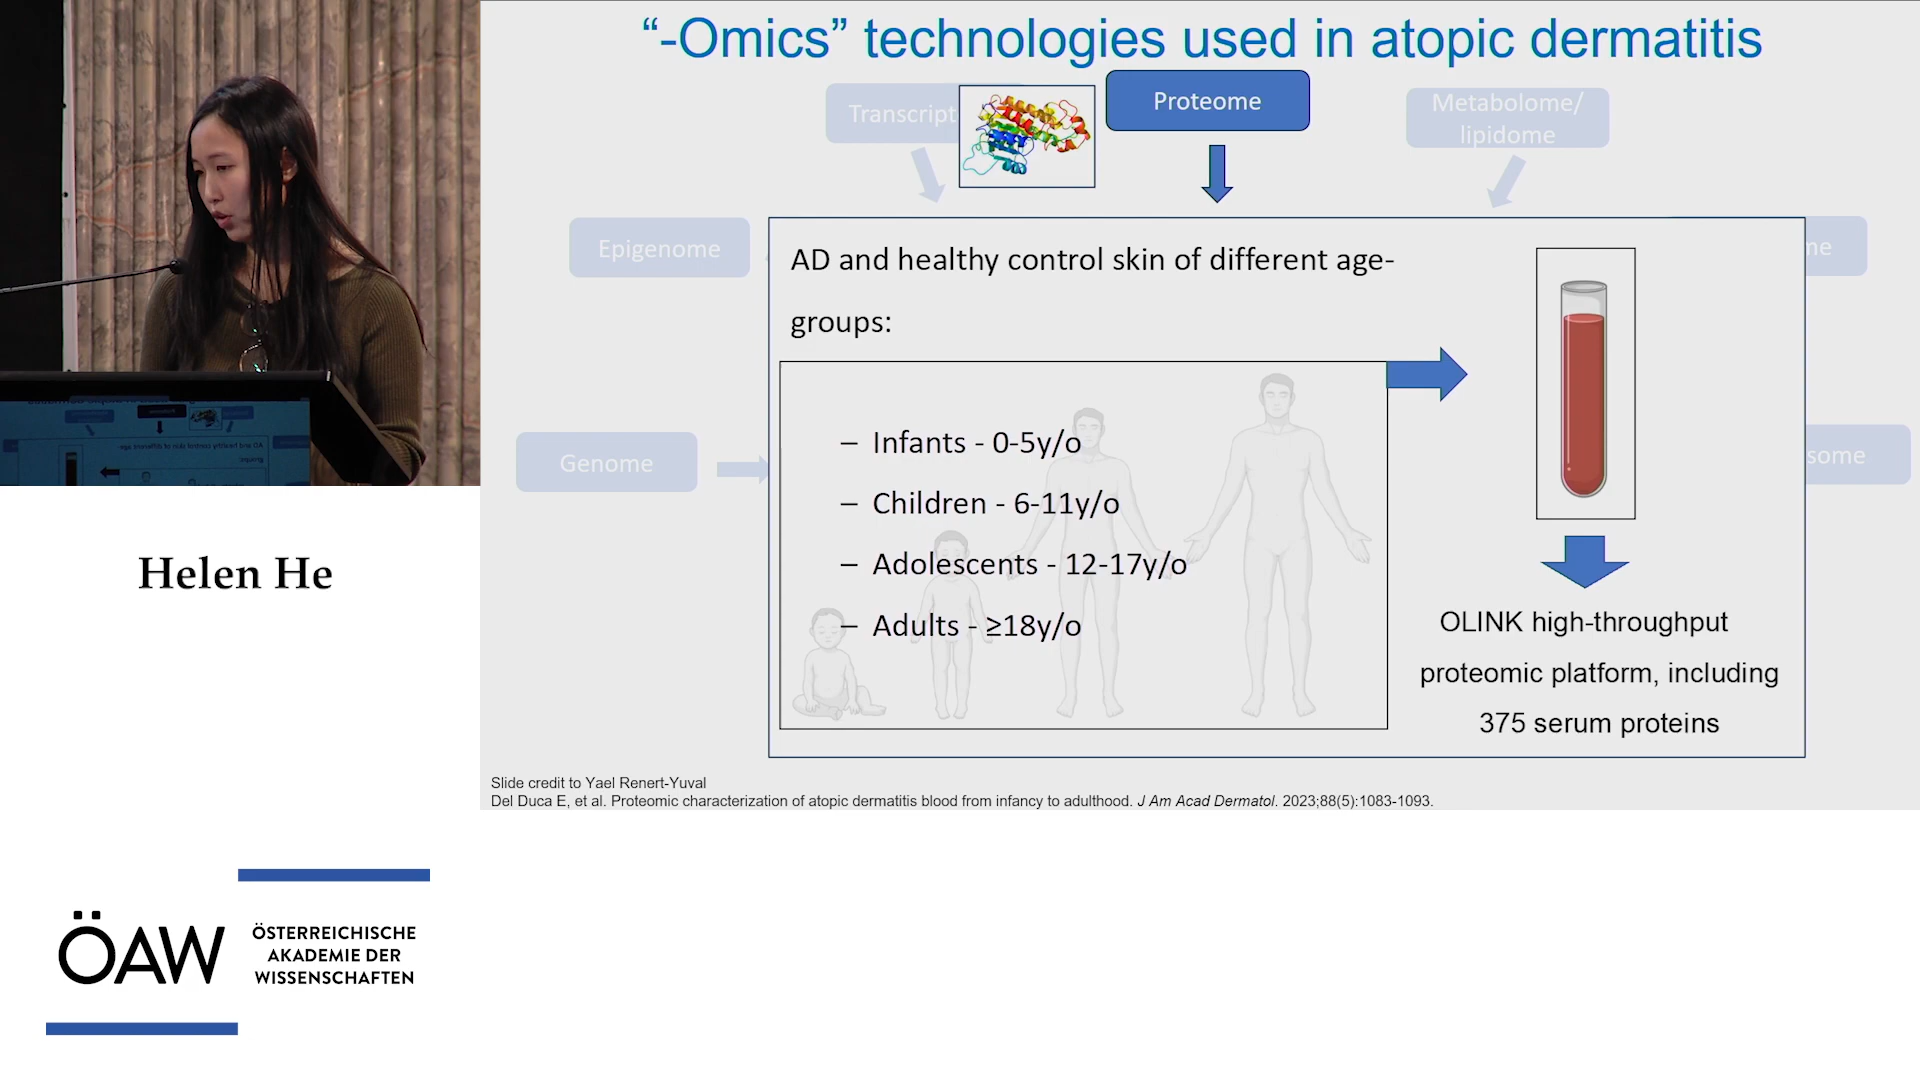 “-Omics” technologies used in atopic dermatitis
Transcript
Proteome
Metabolome/
lipidome
Epigenome
me
Genome
some
AD and healthy control skin of different age-
groups:
– Infants - 0-5y/o
– Children - 6-11y/o
– Adolescents - 12-17y/o
– Adults - ≥18y/o
OLINK high-throughput
proteomic platform, including
375 serum proteins
Slide credit to Yael Renert-Yuval
Del Duca E, et al. Proteomic characterization of atopic dermatitis blood from infancy to adulthood. J Am Acad Dermatol. 2023;88(5):1083-1093.
Helen He
ÖAW
ÖSTERREICHISCHE
AKADEMIE DER
WISSENSCHAFTEN